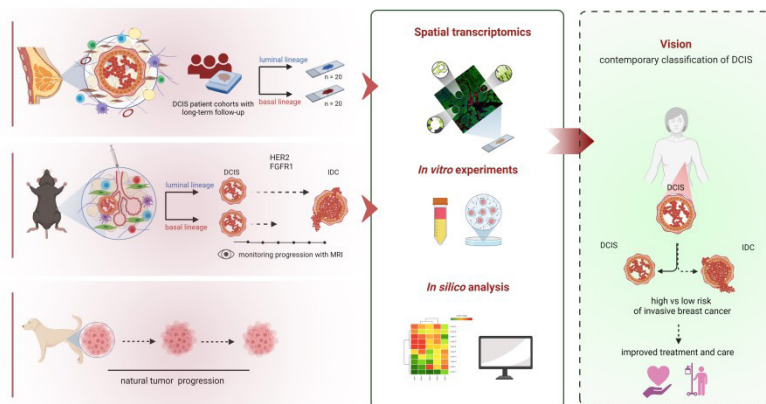 luminal lineage
n = 20
DCIS patient cohorts with
long-term follow-up
basal lineage
n = 20
HER2
FGFR1
luminal lineage
DCIS
IDC
basal lineage
monitoring progression with MRI
natural tumor progression
Spatial transcriptomics
In vitro experiments
In silico analysis
Vision
contemporary classification of DCIS
DCIS
DCIS
IDC
high vs low risk
of invasive breast cancer
improved treatment and care